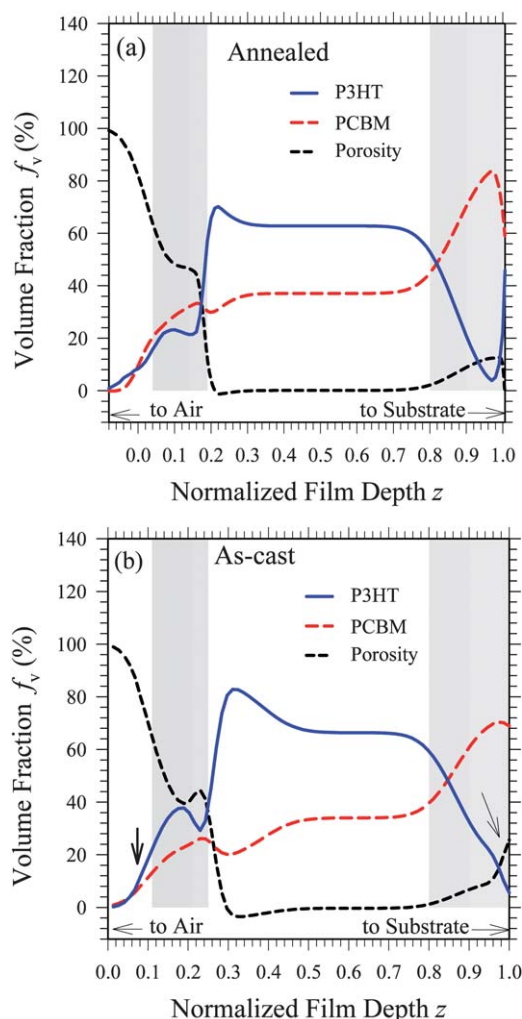 140
(a)
Annealed
120
P3HT
100
PCBM
80
Porosity
60
40
20
0
to Air
to Substrate
Volume Fraction fv (%)
0.0 0.1 0.2 0.3 0.4 0.5 0.6 0.7 0.8 0.9 1.0
Normalized Film Depth z
140
(b)
As-cast
120
P3HT
100
PCBM
80
Porosity
60
40
20
0
to Air
to Substrate
Volume Fraction fv (%)
0.0 0.1 0.2 0.3 0.4 0.5 0.6 0.7 0.8 0.9 1.0
Normalized Film Depth z